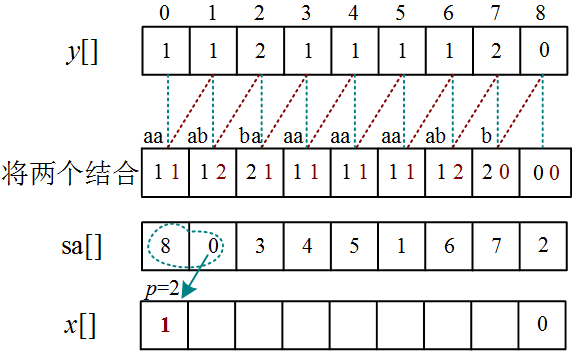 0 1 2 3 4 5 6 7 8
y[] 1 1 2 1 1 1 1 2 0
aa ab ba aa aa aa ab b
将两个结合 1 1 1 2 2 1 1 1 1 1 1 1 1 2 2 0 0 0
sa[] 8 0 3 4 5 1 6 7 2
p=2
x[] 1 0